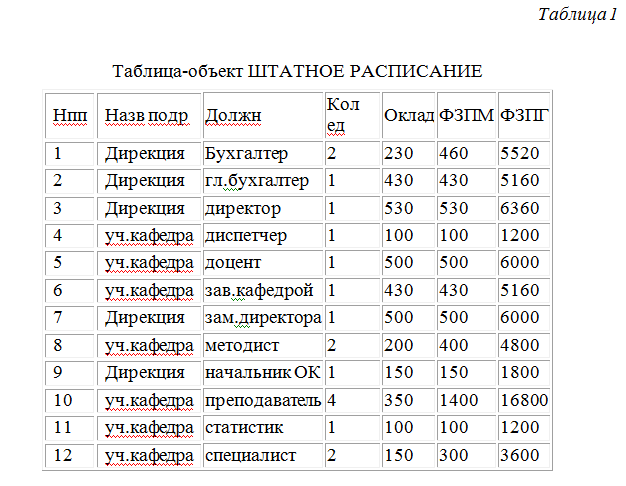 Таблица 1
Таблица-объект ШТАТНОЕ РАСПИСАНИЕ
Нпп Назв подр Должн Кол ед Оклад ФЗПМ ФЗПГ
1 Дирекция Бухгалтер 2 230 460 5520
2 Дирекция гл.бухгалтер 1 430 430 5160
3 Дирекция директор 1 530 530 6360
4 уч.кафедра диспетчер 1 100 100 1200
5 уч.кафедра доцент 1 500 500 6000
6 уч.кафедра зав.кафедрой 1 430 430 5160
7 Дирекция зам.директора 1 500 500 6000
8 уч.кафедра методист 2 200 400 4800
9 Дирекция начальник ОК 1 150 150 1800
10 уч.кафедра преподаватель 4 350 1400 16800
11 уч.кафедра статистик 1 100 100 1200
12 уч.кафедра специалист 2 150 300 3600